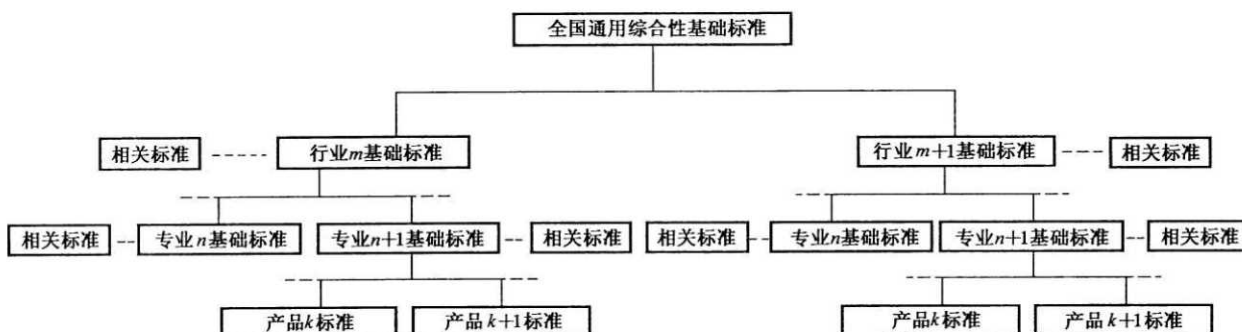 全国通用综合性基础标准
相关标准 行业m基础标准 行业m+1基础标准 相关标准
相关标准 专业n基础标准 专业n+1基础标准 相关标准 相关标准 专业n基础标准 专业n+1基础标准 相关标准
产品k标准 产品k+1标准 产品k标准 产品k+1标准